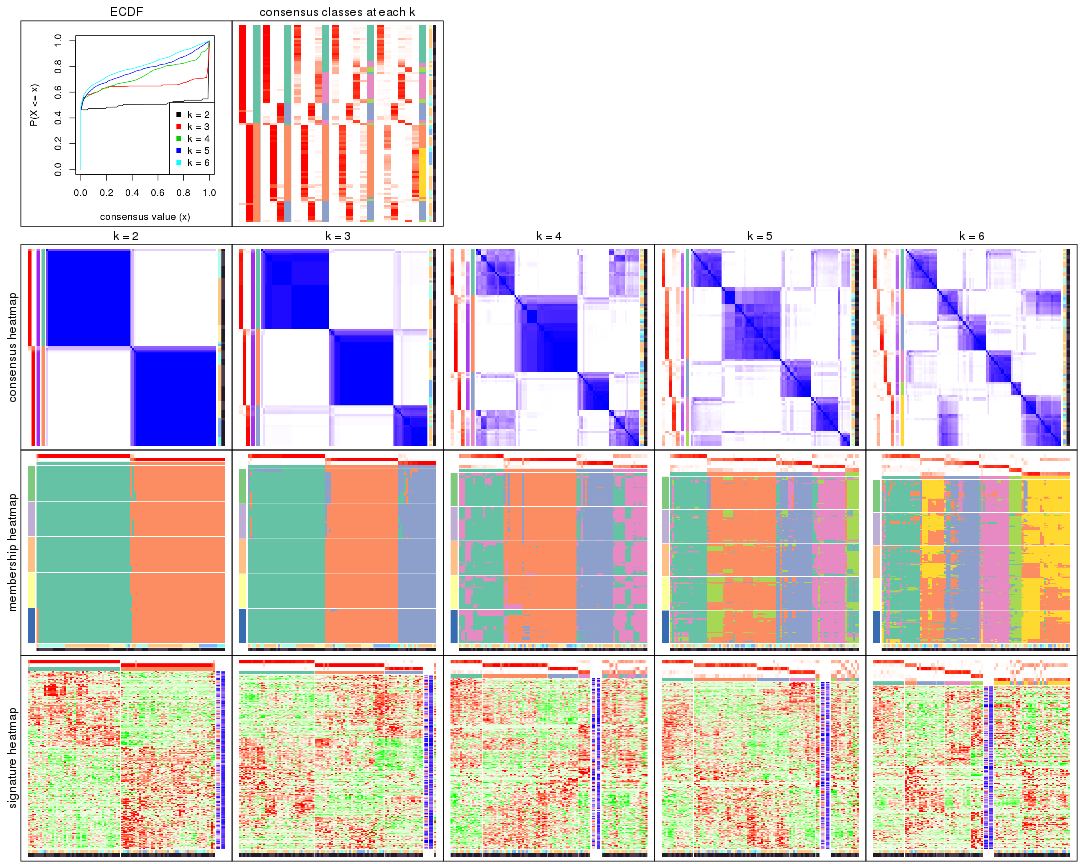 ECDF
consensus classes at each k
P(X <= x)
0.0 0.2 0.4 0.6 0.8 1.0
k = 2
k = 3
k = 4
k = 5
k = 6
0.0 0.2 0.4 0.6 0.8 1.0
consensus value (x)
k = 2
k = 3
k = 4
k = 5
k = 6
consensus heatmap
membership heatmap
signature heatmap